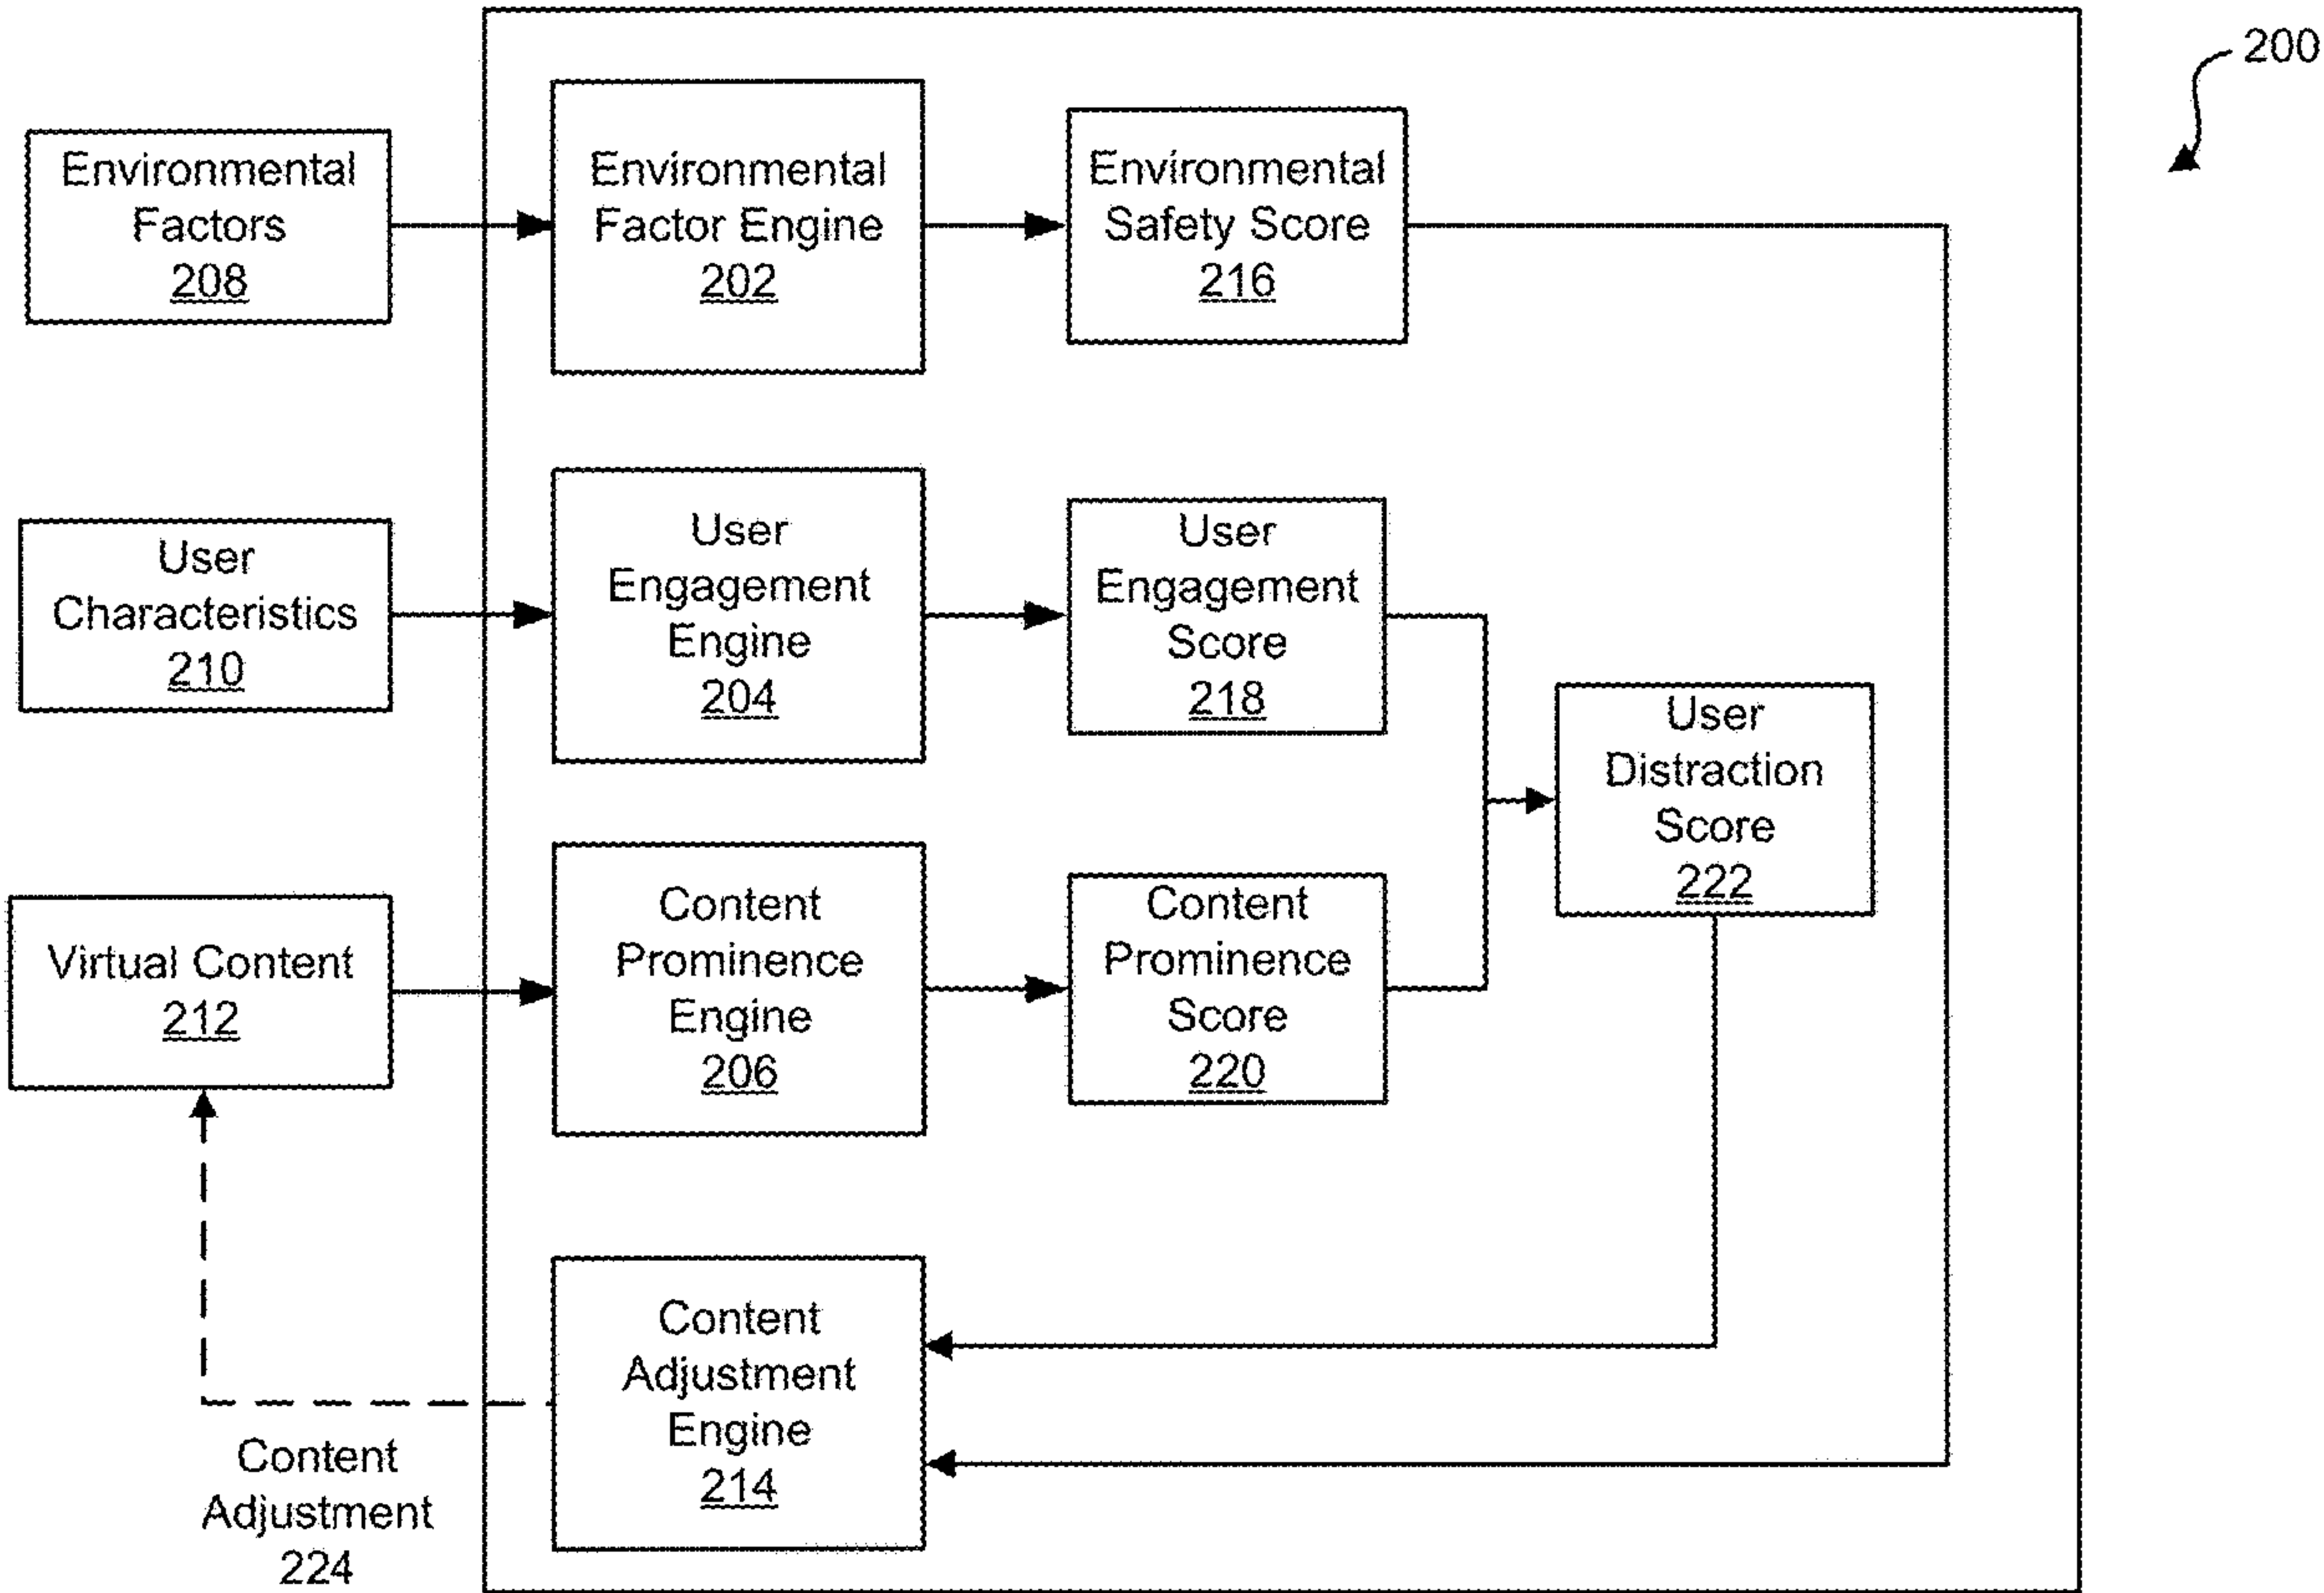 200
Environmental
Factors
208
Environmental
Factor Engine
202
Environmental
Safety Score
216
User
Characteristics
210
User
Engagement
Engine
204
User
Engagement
Score
218
User
Distraction
Score
222
Virtual Content
212
Content
Prominence
Engine
206
Content
Prominence
Score
220
Content
Adjustment
Engine
214
Content
Adjustment
224